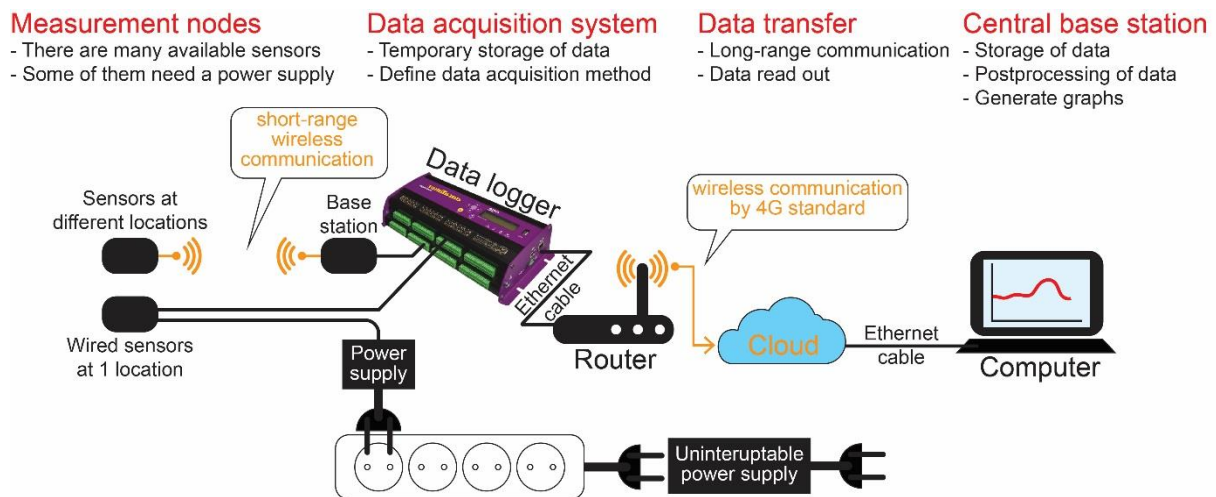 Measurement nodes
- There are many available sensors
- Some of them need a power supply
Data acquisition system
- Temporary storage of data
- Define data acquisition method
Data transfer
- Long-range communication
- Data read out
Central base station
- Storage of data
- Postprocessing of data
- Generate graphs
short-range
wireless
communication
Sensors at
different locations
Base
station
Data logger
wireless communication
by 4G standard
Ethernet
cable
Wired sensors
at 1 location
Power
supply
Router
Cloud
Ethernet
cable
Computer
Uninteruptable
power supply